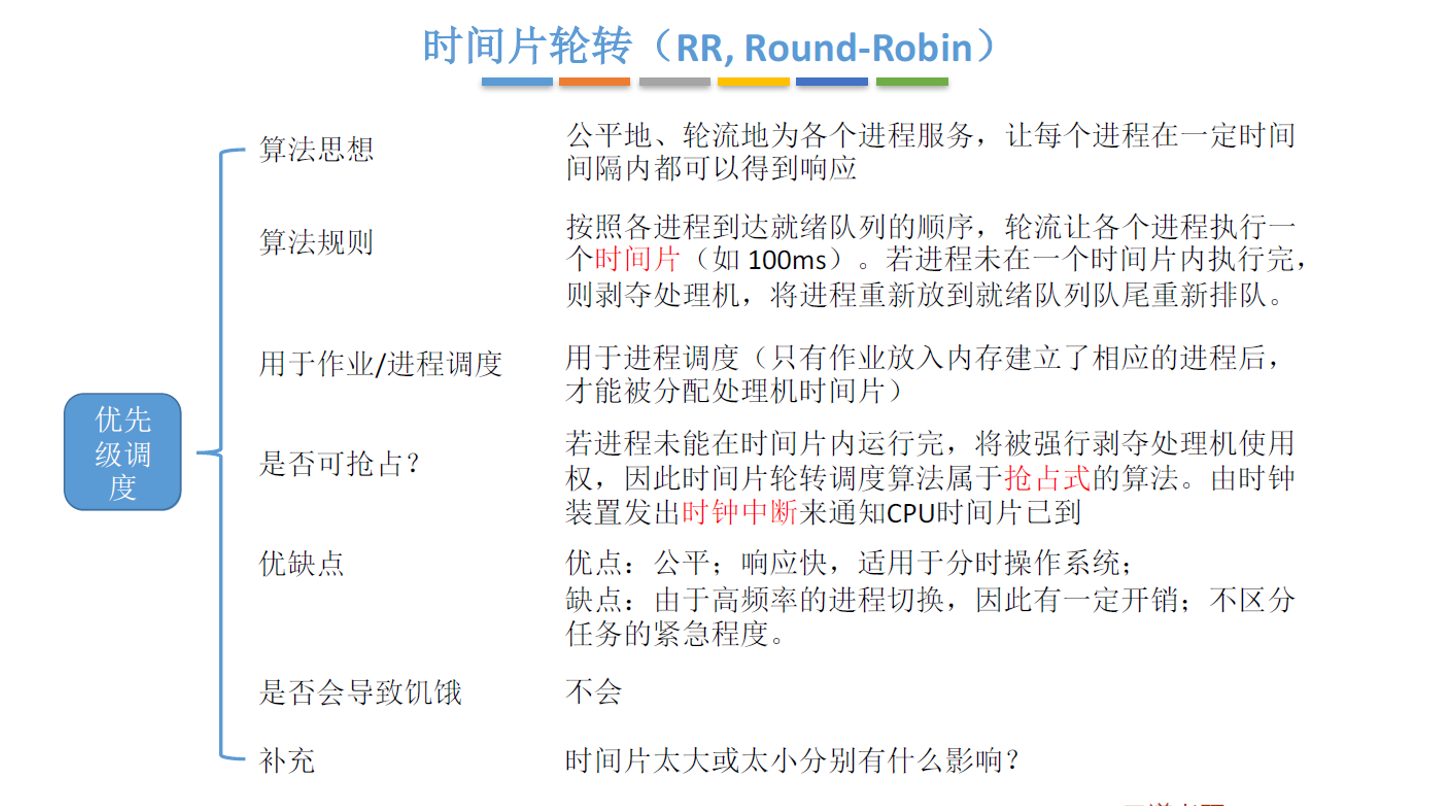 时间片轮转（RR, Round-Robin）
算法思想
公平地、轮流地为各个进程服务，让每个进程在一定时间
间隔内都可以得到响应
算法规则
按照各进程到达就绪队列的顺序，轮流让各个进程执行一
个时间片（如 100ms）。若进程未在一个时间片内执行完，
则剥夺处理机，将进程重新放到就绪队列队尾重新排队。
用于作业/进程调度
用于进程调度（只有作业放入内存建立了相应的进程后，
才能被分配处理机时间片）
优先
级调
度
是否可抢占？
若进程未能在时间片内运行完，将被强行剥夺处理机使用
权，因此时间片轮转调度算法属于抢占式的算法。由时钟
装置发出时钟中断来通知CPU时间片已到
优缺点
优点：公平；响应快，适用于分时操作系统；
缺点：由于高频率的进程切换，因此有一定开销；不区分
任务的紧急程度。
是否会导致饥饿
不会
补充
时间片太大或太小分别有什么影响？